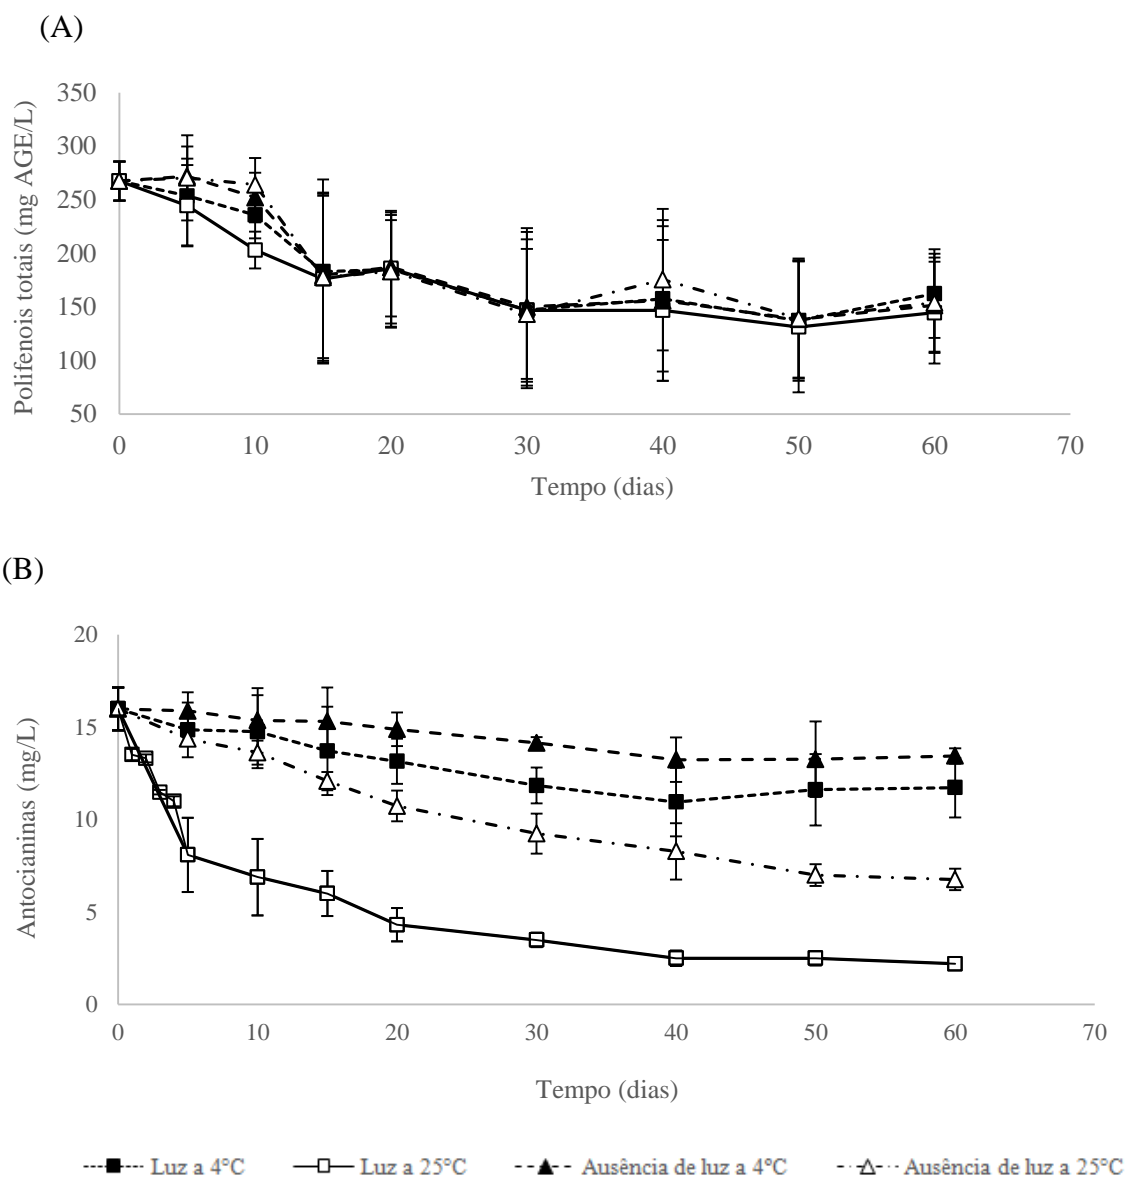 (A)
350
300
250
200
150
100
50
Polifenois totais (mg AGE/L)
0 10 20 30 40 50 60 70
Tempo (dias)
(B)
20
15
10
5
0
Antocianinas (mg/L)
0 10 20 30 40 50 60 70
Tempo (dias)
Luz a 4°C Luz a 25°C Ausência de luz a 4°C Ausência de luz a 25°C